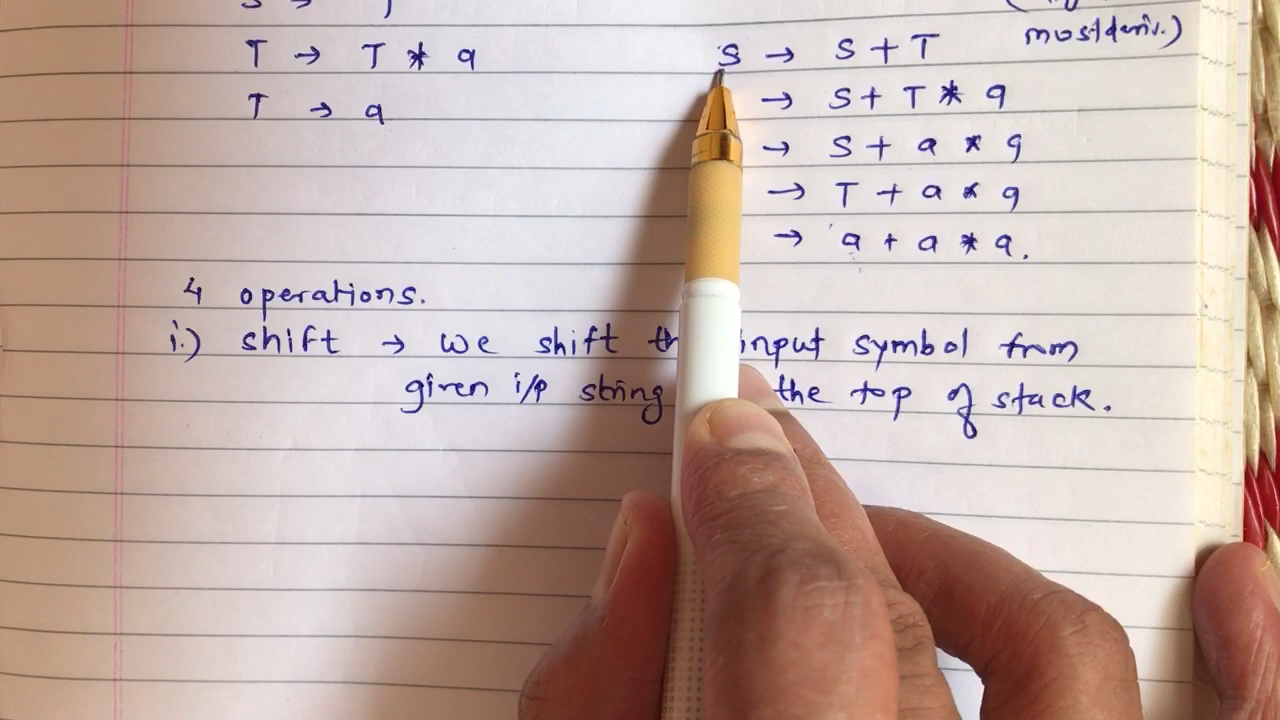 T → T * a
T → a
most deriv.)
S → S + T
→ S + T * a
→ S + a * a
→ T + a * a
→ a + a * a.
4 operations.
i.) shift → we shift input symbol from
given i/p string the top of stack.